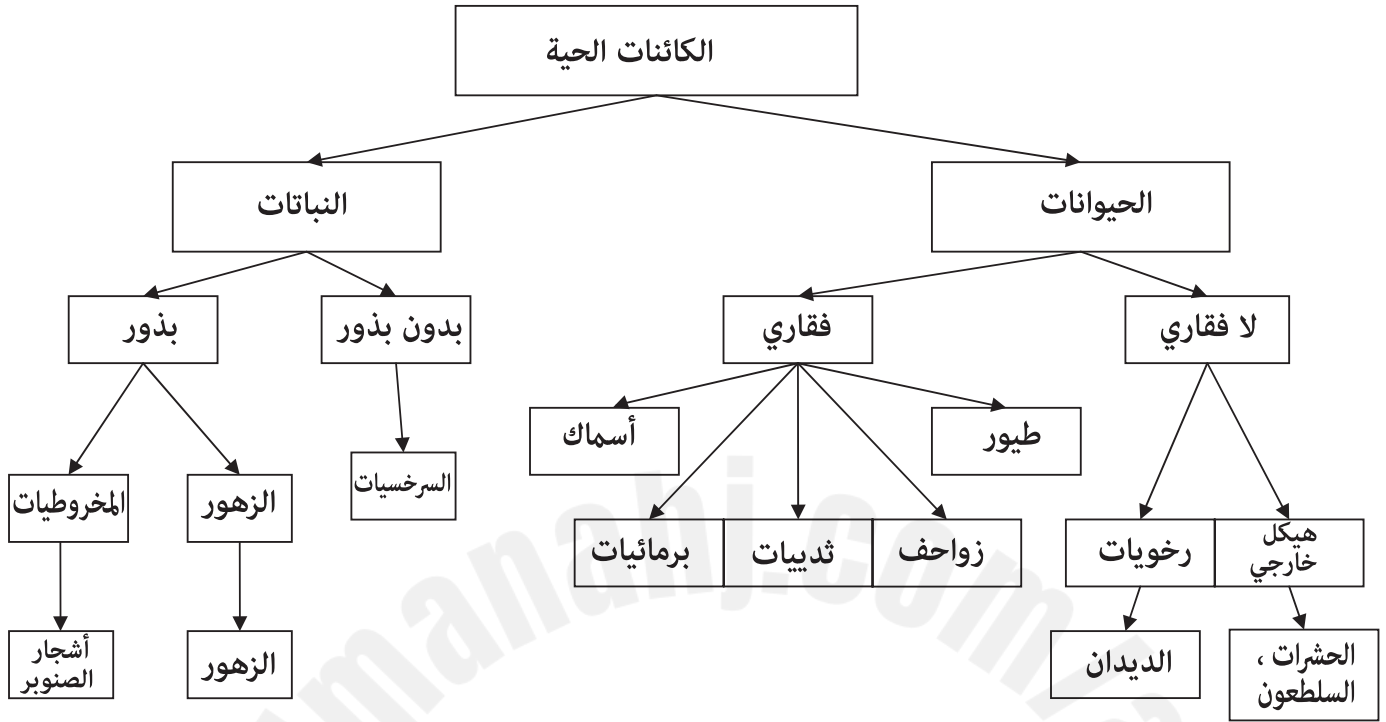 الكائنات الحية
الحيوانات
النباتات
لا فقاري
فقاري
بدون بذور
بذور
طيور
أسماك
السرخسيات
الزهور
المخروطيات
هيكل
خارجي
رخويات
زواحف
ثدييات
برمائيات
الحشرات ،
السلطعون
الديدان
الزهور
أشجار
الصنوبر